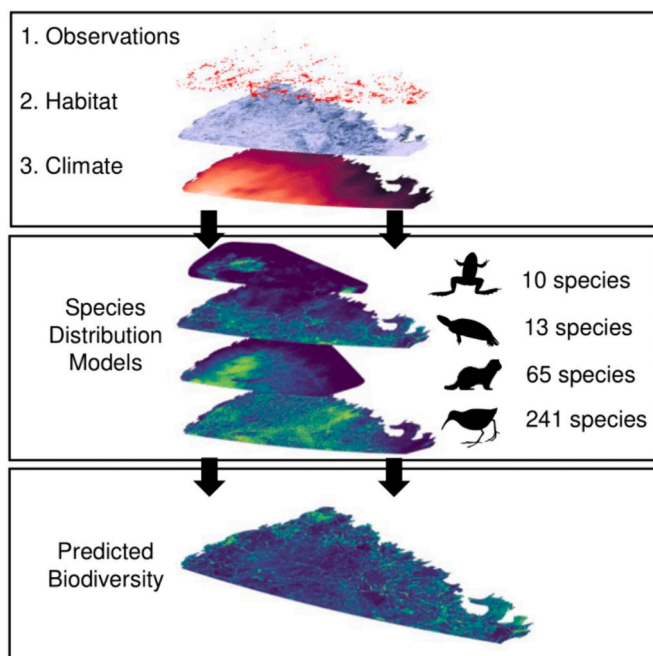 1. Observations
2. Habitat
3. Climate
Species
Distribution
Models
10 species
13 species
65 species
241 species
Predicted
Biodiversity